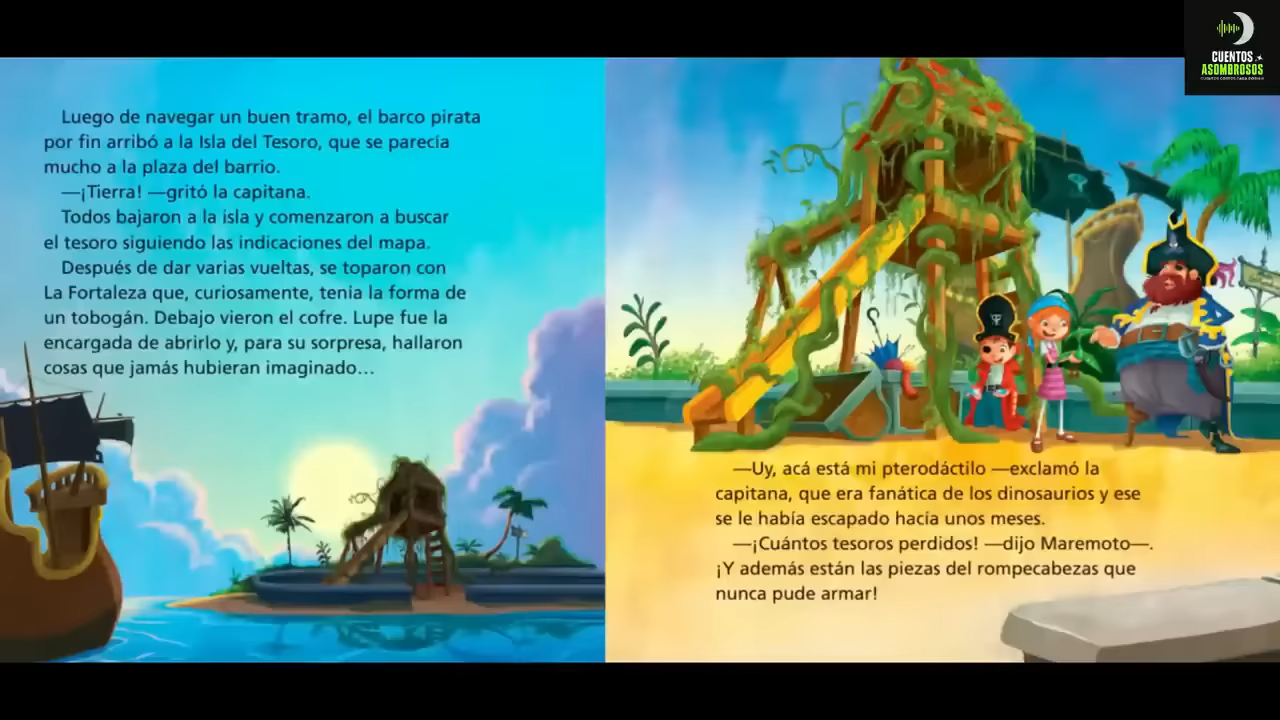 CUENTOS
ASOMBROSOS
Luego de navegar un buen tramo, el barco pirata
por fin arribó a la Isla del Tesoro, que se parecía
mucho a la plaza del barrio.
—¡Tierra! —gritó la capitana.
Todos bajaron a la isla y comenzaron a buscar
el tesoro siguiendo las indicaciones del mapa.
Después de dar varias vueltas, se toparon con
La Fortaleza que, curiosamente, tenía la forma de
un tobogán. Debajo vieron el cofre. Lupe fue la
encargada de abrirlo y, para su sorpresa, hallaron
cosas que jamás hubieran imaginado...
—Uy, acá está mi pterodáctilo —exclamó la
capitana, que era fanática de los dinosaurios y ese
se le había escapado hacía unos meses.
—¡Cuántos tesoros perdidos! —dijo Maremoto—.
¡Y además están las piezas del rompecabezas que
nunca pude armar!